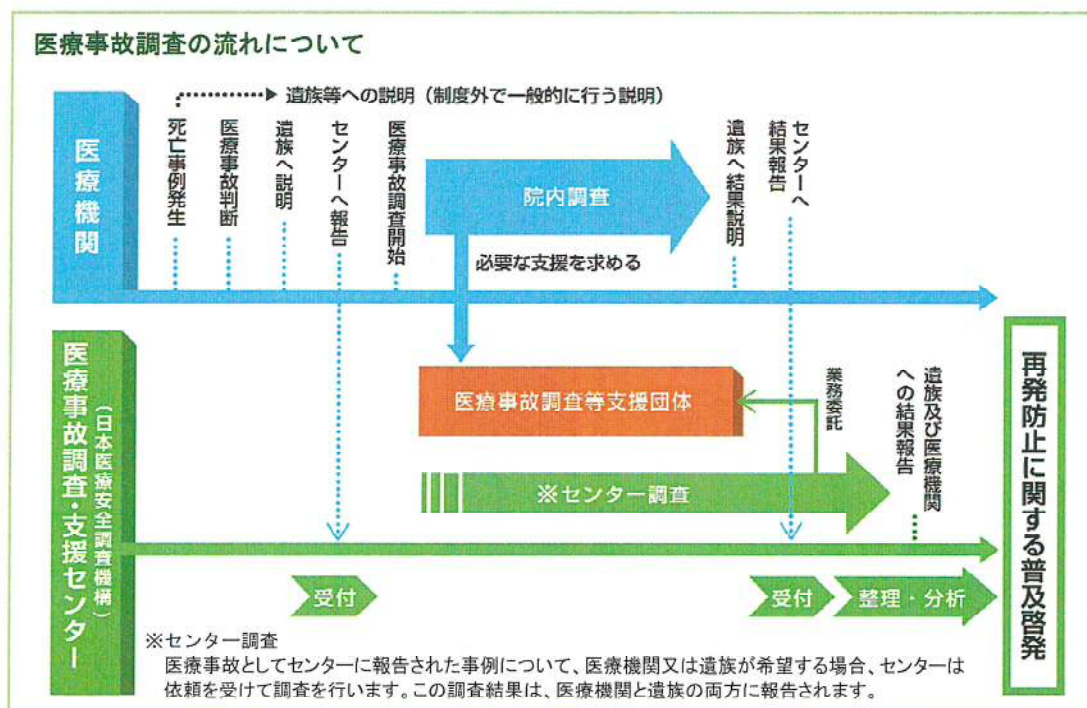 医療事故調査の流れについて
遺族等への説明（制度外で一般的に行う説明）
医療機関
死亡事例発生
医療事故判断
遺族へ説明
センターへ報告
医療事故調査開始
院内調査
遺族へ結果説明
センターへ
結果報告
必要な支援を求める
医療事故調査・支援センター
（日本医療安全調査機構）
医療事故調査等支援団体
業務委託
※センター調査
遺族及び医療機関
への結果報告
受付
受付
整理・分析
再発防止に関する普及啓発
※センター調査
医療事故としてセンターに報告された事例について、医療機関又は遺族が希望する場合、センターは
依頼を受けて調査を行います。この調査結果は、医療機関と遺族の両方に報告されます。